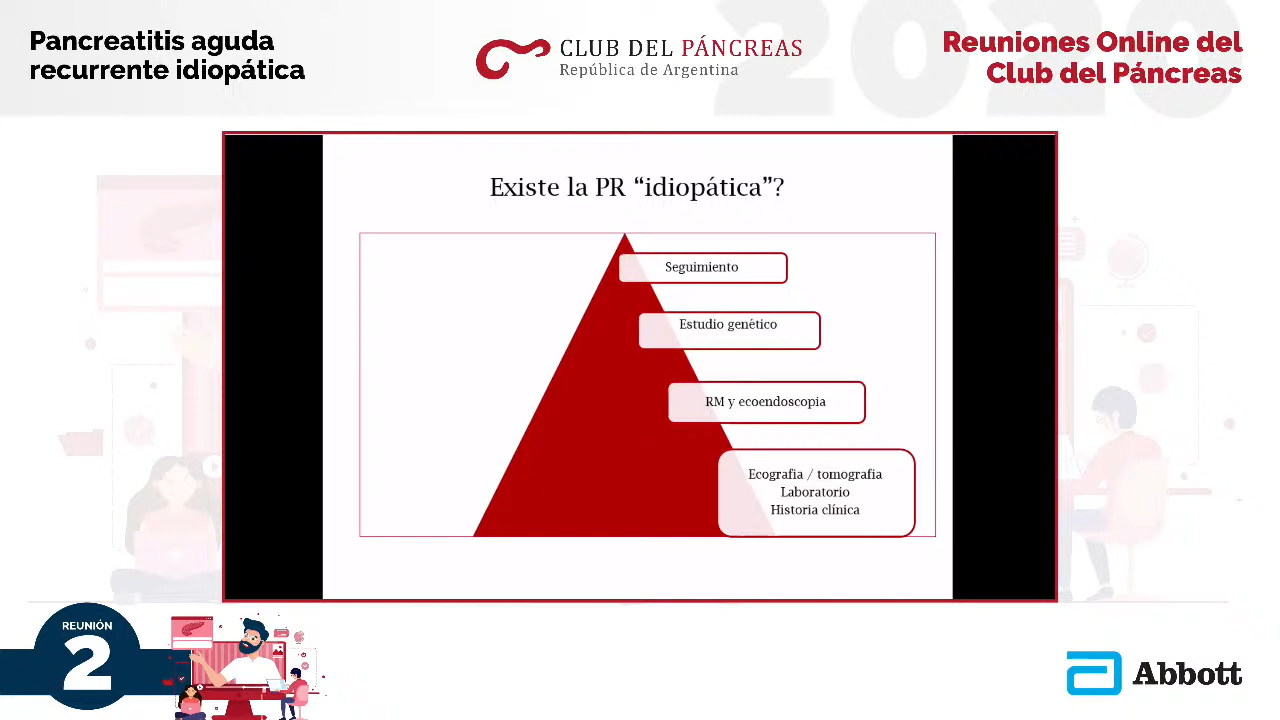 Pancreatitis aguda
recurrente idiopática
CLUB DEL PÁNCREAS
República de Argentina
2020
Reuniones Online del
Club del Páncreas
Existe la PR “idiopática”?
Seguimiento
Estudio genético
RM y ecoendoscopia
Ecografia / tomografia
Laboratorio
Historia clínica
REUNIÓN
2
Abbott